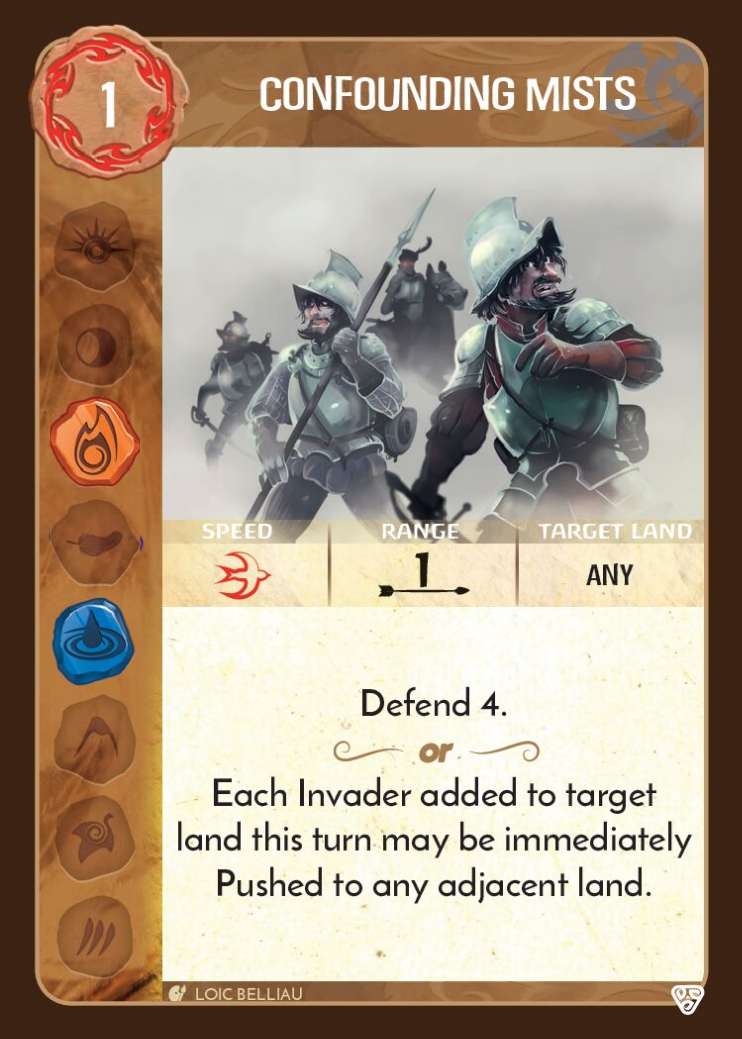 1
CONFOUNDING MISTS
SPEED
RANGE
TARGET LAND
1
ANY
Defend 4.
or
Each Invader added to target
land this turn may be immediately
Pushed to any adjacent land.
LOIC BELLIAU